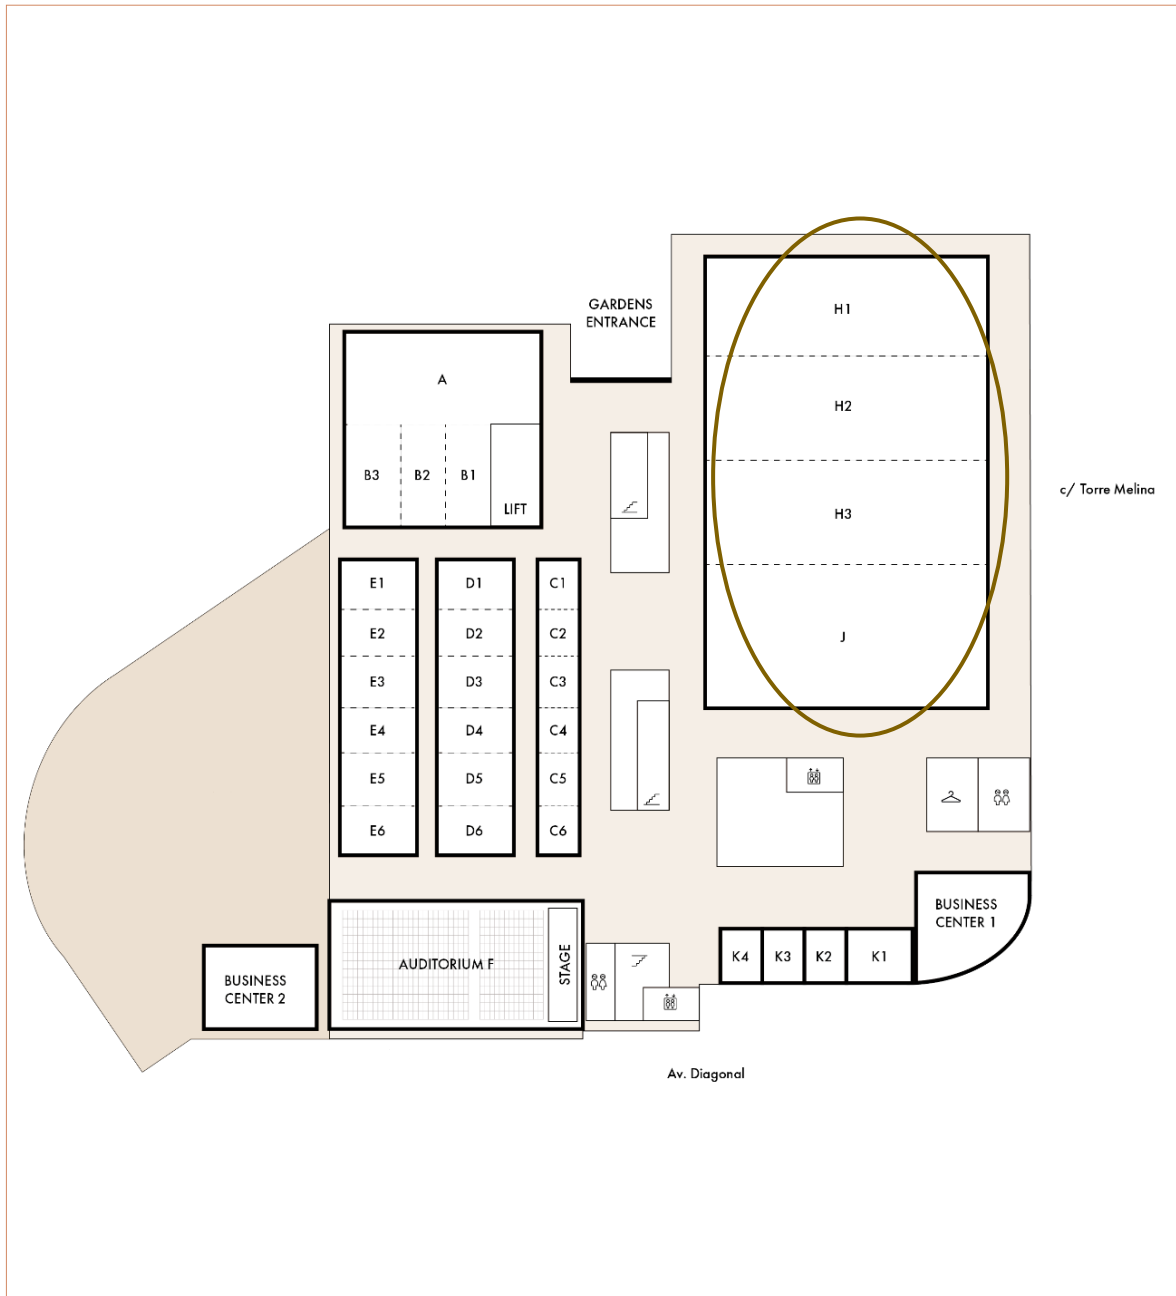 GARDENS
ENTRANCE
H1
A
H2
B3
B2
B1
LIFT
c/ Torre Melina
H3
E1
D1
C1
E2
D2
C2
J
E3
D3
C3
E4
D4
C4
E5
D5
C5
E6
D6
C6
BUSINESS
CENTER 1
AUDITORIUM F
STAGE
K4
K3
K2
K1
BUSINESS
CENTER 2
Av. Diagonal